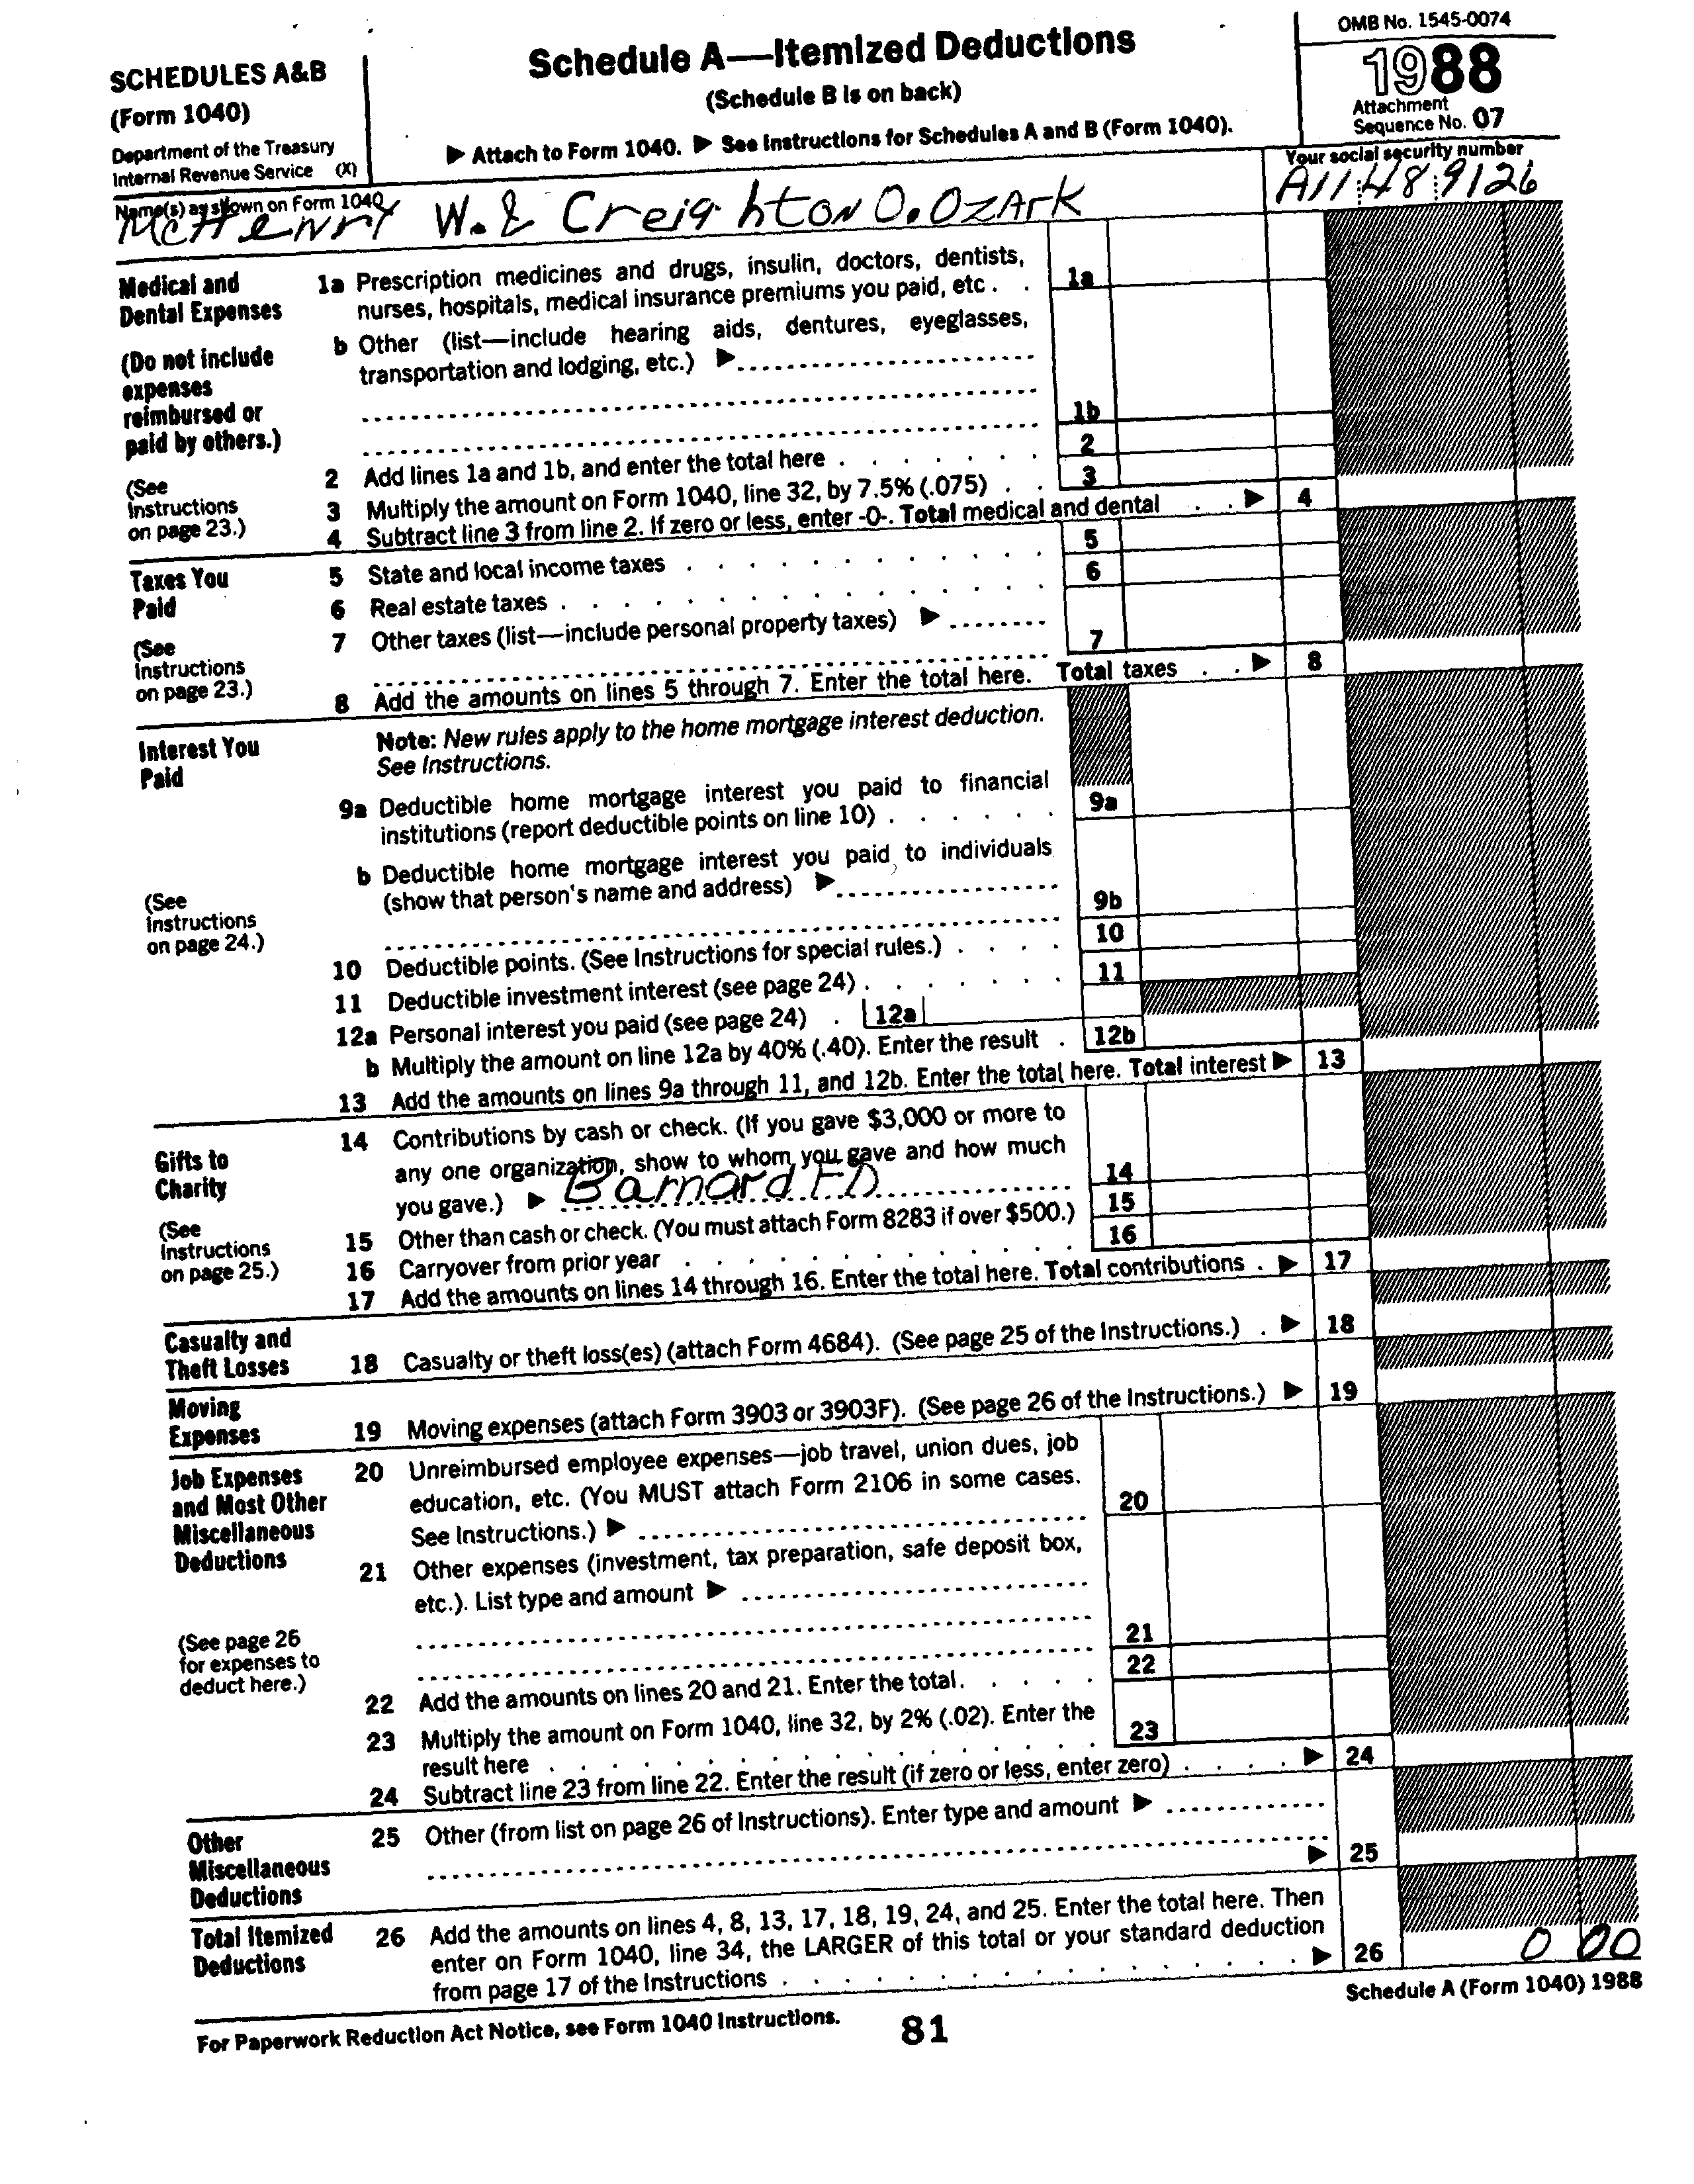 SCHEDULES A&B
(Form 1040)
Department of the Treasury
Internal Revenue Service (X)
Schedule A—Itemized Deductions
(Schedule B is on back)
▶ Attach to Form 1040. ▶ See Instructions for Schedules A and B (Form 1040).
OMB No. 1545-0074
1988
Attachment
Sequence No. 07
Name(s) as shown on Form 1040
McHENRY W. & Creighton O. OzArk
Your social security number
A11 48 9126
Medical and
Dental Expenses
(Do not include
expenses
reimbursed or
paid by others.)
(See
Instructions
on page 23.)
1a Prescription medicines and drugs, insulin, doctors, dentists,
nurses, hospitals, medical insurance premiums you paid, etc . . 1a
b Other (list—include hearing aids, dentures, eyeglasses,
transportation and lodging, etc.) ▶
1b
2 Add lines 1a and 1b, and enter the total here . . . . . . . 2
3 Multiply the amount on Form 1040, line 32, by 7.5% (.075) . . 3
4 Subtract line 3 from line 2. If zero or less, enter -0-. Total medical and dental . . ▶ 4
Taxes You
Paid
(See
Instructions
on page 23.)
5 State and local income taxes . . . . . . . . . . . . 5
6 Real estate taxes . . . . . . . . . . . . . . . . 6
7 Other taxes (list—include personal property taxes) ▶
7
8 Add the amounts on lines 5 through 7. Enter the total here. Total taxes . . ▶ 8
Interest You
Paid
(See
Instructions
on page 24.)
Note: New rules apply to the home mortgage interest deduction.
See Instructions.
9a Deductible home mortgage interest you paid to financial
institutions (report deductible points on line 10) . . . . . . 9a
b Deductible home mortgage interest you paid to individuals
(show that person's name and address) ▶
9b
10 Deductible points. (See Instructions for special rules.) . . . . 10
11 Deductible investment interest (see page 24) . . . . . . . 11
12a Personal interest you paid (see page 24) . 12a
b Multiply the amount on line 12a by 40% (.40). Enter the result . 12b
13 Add the amounts on lines 9a through 11, and 12b. Enter the total here. Total interest ▶ 13
Gifts to
Charity
(See
Instructions
on page 25.)
14 Contributions by cash or check. (If you gave $3,000 or more to
any one organization, show to whom you gave and how much
you gave.) ▶ Barnard F.D. 14
15 Other than cash or check. (You must attach Form 8283 if over $500.) 15
16 Carryover from prior year . . . . . . . . . . . . . 16
17 Add the amounts on lines 14 through 16. Enter the total here. Total contributions . ▶ 17
Casualty and
Theft Losses
18 Casualty or theft loss(es) (attach Form 4684). (See page 25 of the Instructions.) . ▶ 18
Moving
Expenses
19 Moving expenses (attach Form 3903 or 3903F). (See page 26 of the Instructions.) ▶ 19
Job Expenses
and Most Other
Miscellaneous
Deductions
(See page 26
for expenses to
deduct here.)
20 Unreimbursed employee expenses—job travel, union dues, job
education, etc. (You MUST attach Form 2106 in some cases.
See Instructions.) ▶ 20
21 Other expenses (investment, tax preparation, safe deposit box,
etc.). List type and amount ▶
21
22 Add the amounts on lines 20 and 21. Enter the total. . . . . 22
23 Multiply the amount on Form 1040, line 32, by 2% (.02). Enter the
result here . . . . . . . . . . . . . . . . . 23
24 Subtract line 23 from line 22. Enter the result (if zero or less, enter zero) . . . . ▶ 24
Other
Miscellaneous
Deductions
25 Other (from list on page 26 of Instructions). Enter type and amount ▶
▶ 25
Total Itemized
Deductions
26 Add the amounts on lines 4, 8, 13, 17, 18, 19, 24, and 25. Enter the total here. Then
enter on Form 1040, line 34, the LARGER of this total or your standard deduction
from page 17 of the Instructions . . . . . . . . . . . . . . . . ▶ 26 0 00
For Paperwork Reduction Act Notice, see Form 1040 Instructions.
81
Schedule A (Form 1040) 1988